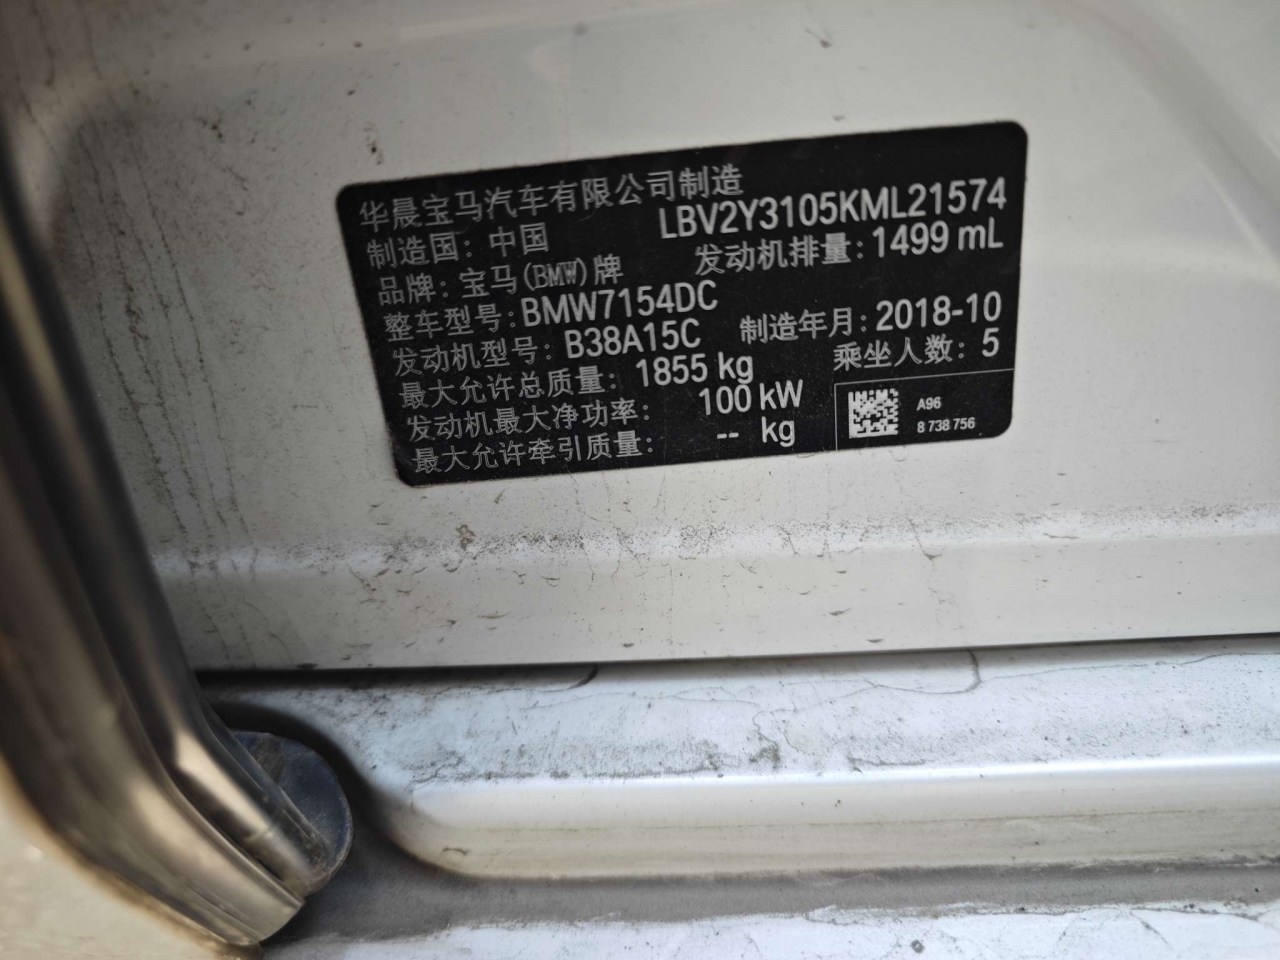 华晨宝马汽车有限公司制造
LBV2Y3105KML21574
制造国：中国
发动机排量：1499 mL
品牌：宝马(BMW)牌
整车型号：BMW7154DC
制造年月：2018-10
发动机型号：B38A15C
乘坐人数：5
最大允许总质量：1855 kg
发动机最大净功率：100 kW
最大允许牵引质量：-- kg
A96
8 738 756